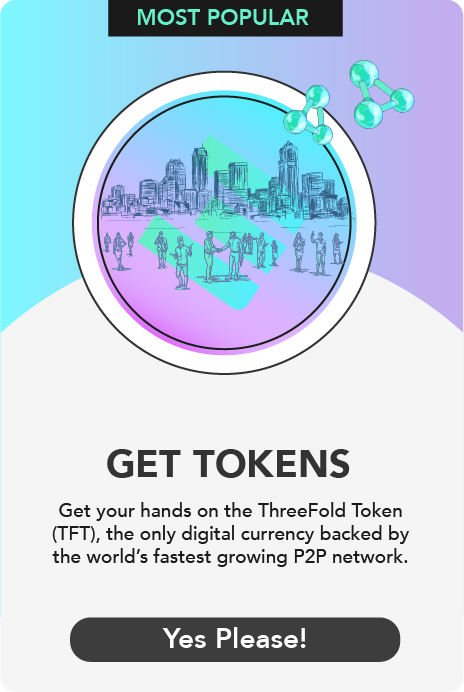 MOST POPULAR
GET TOKENS
Get your hands on the ThreeFold Token
(TFT), the only digital currency backed by
the world’s fastest growing P2P network.
Yes Please!